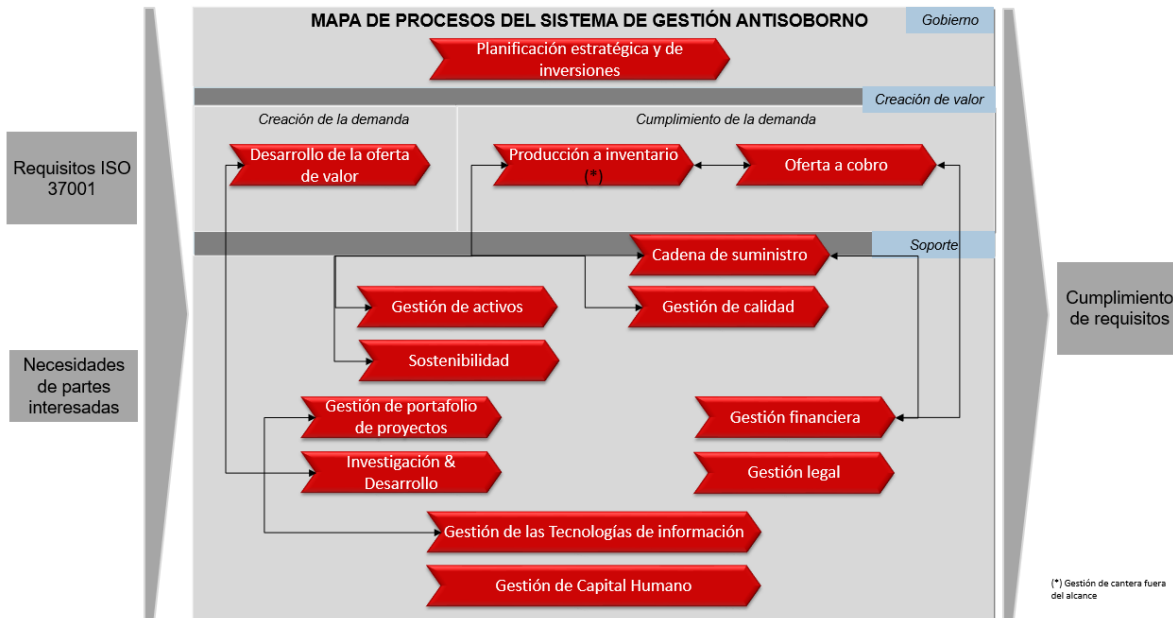 MAPA DE PROCESOS DEL SISTEMA DE GESTIÓN ANTISOBORNO
Gobierno
Planificación estratégica y de
inversiones
Creación de valor
Creación de la demanda
Cumplimiento de la demanda
Requisitos ISO
37001
Desarrollo de la oferta
de valor
Producción a inventario
(*)
Oferta a cobro
Soporte
Cadena de suministro
Gestión de activos
Gestión de calidad
Cumplimiento
de requisitos
Sostenibilidad
Necesidades
de partes
interesadas
Gestión de portafolio
de proyectos
Gestión financiera
Investigación &
Desarrollo
Gestión legal
Gestión de las Tecnologías de información
Gestión de Capital Humano
(*) Gestión de cantera fuera
del alcance